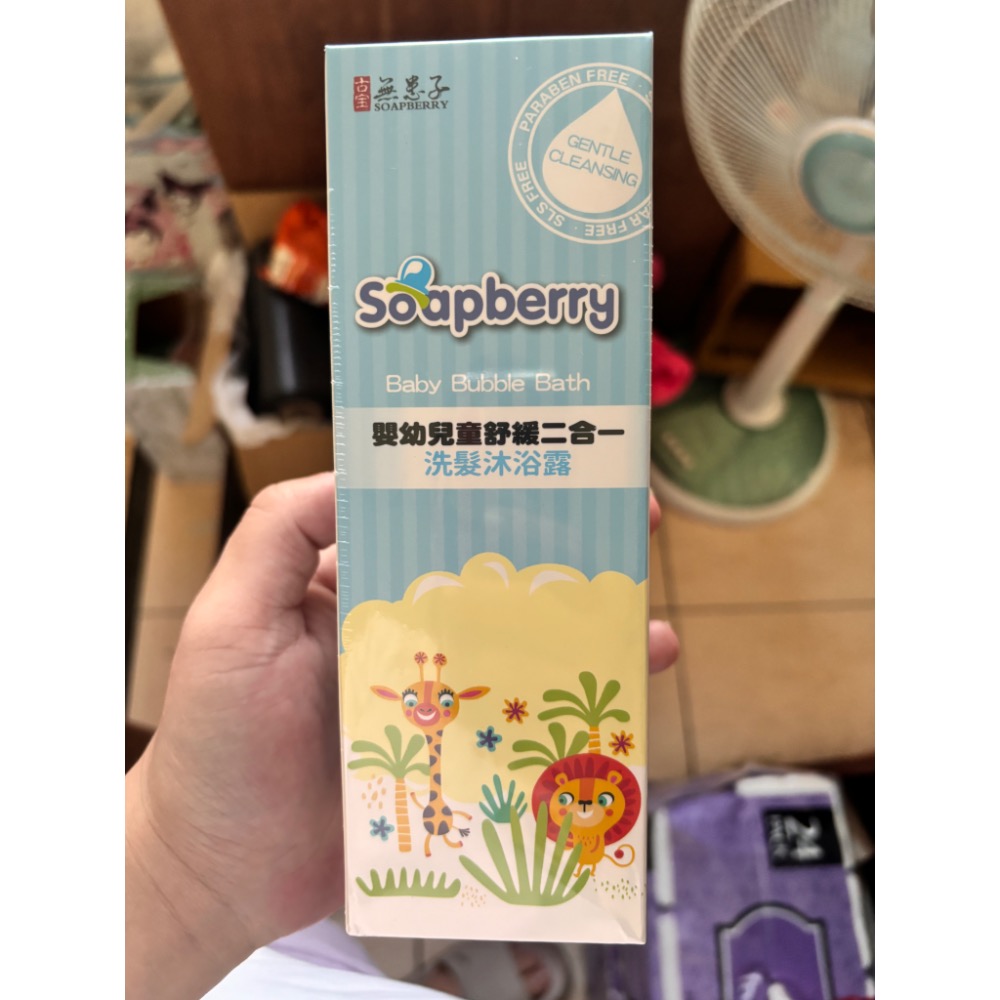 古宝 無患子
SOAPBERRY
PARABEN FREE
SLS FREE
GENTLE
CLEANSING
Soapberry
Baby Bubble Bath
嬰幼兒童舒緩二合一
洗髮沐浴露